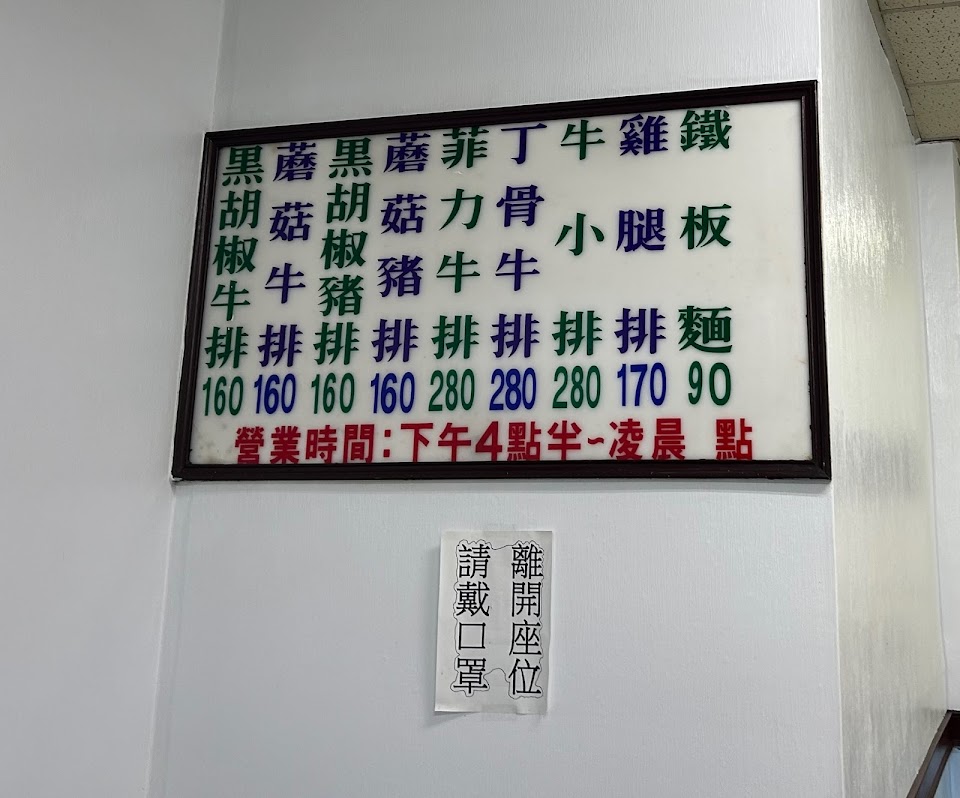 鐵板麵 90
雞腿排 170
牛小排 280
丁骨牛排 280
菲力牛排 280
蘑菇豬排 160
黑胡椒豬排 160
蘑菇牛排 160
黑胡椒牛排 160
營業時間:下午4點半~凌晨 點
離開座位
請戴口罩